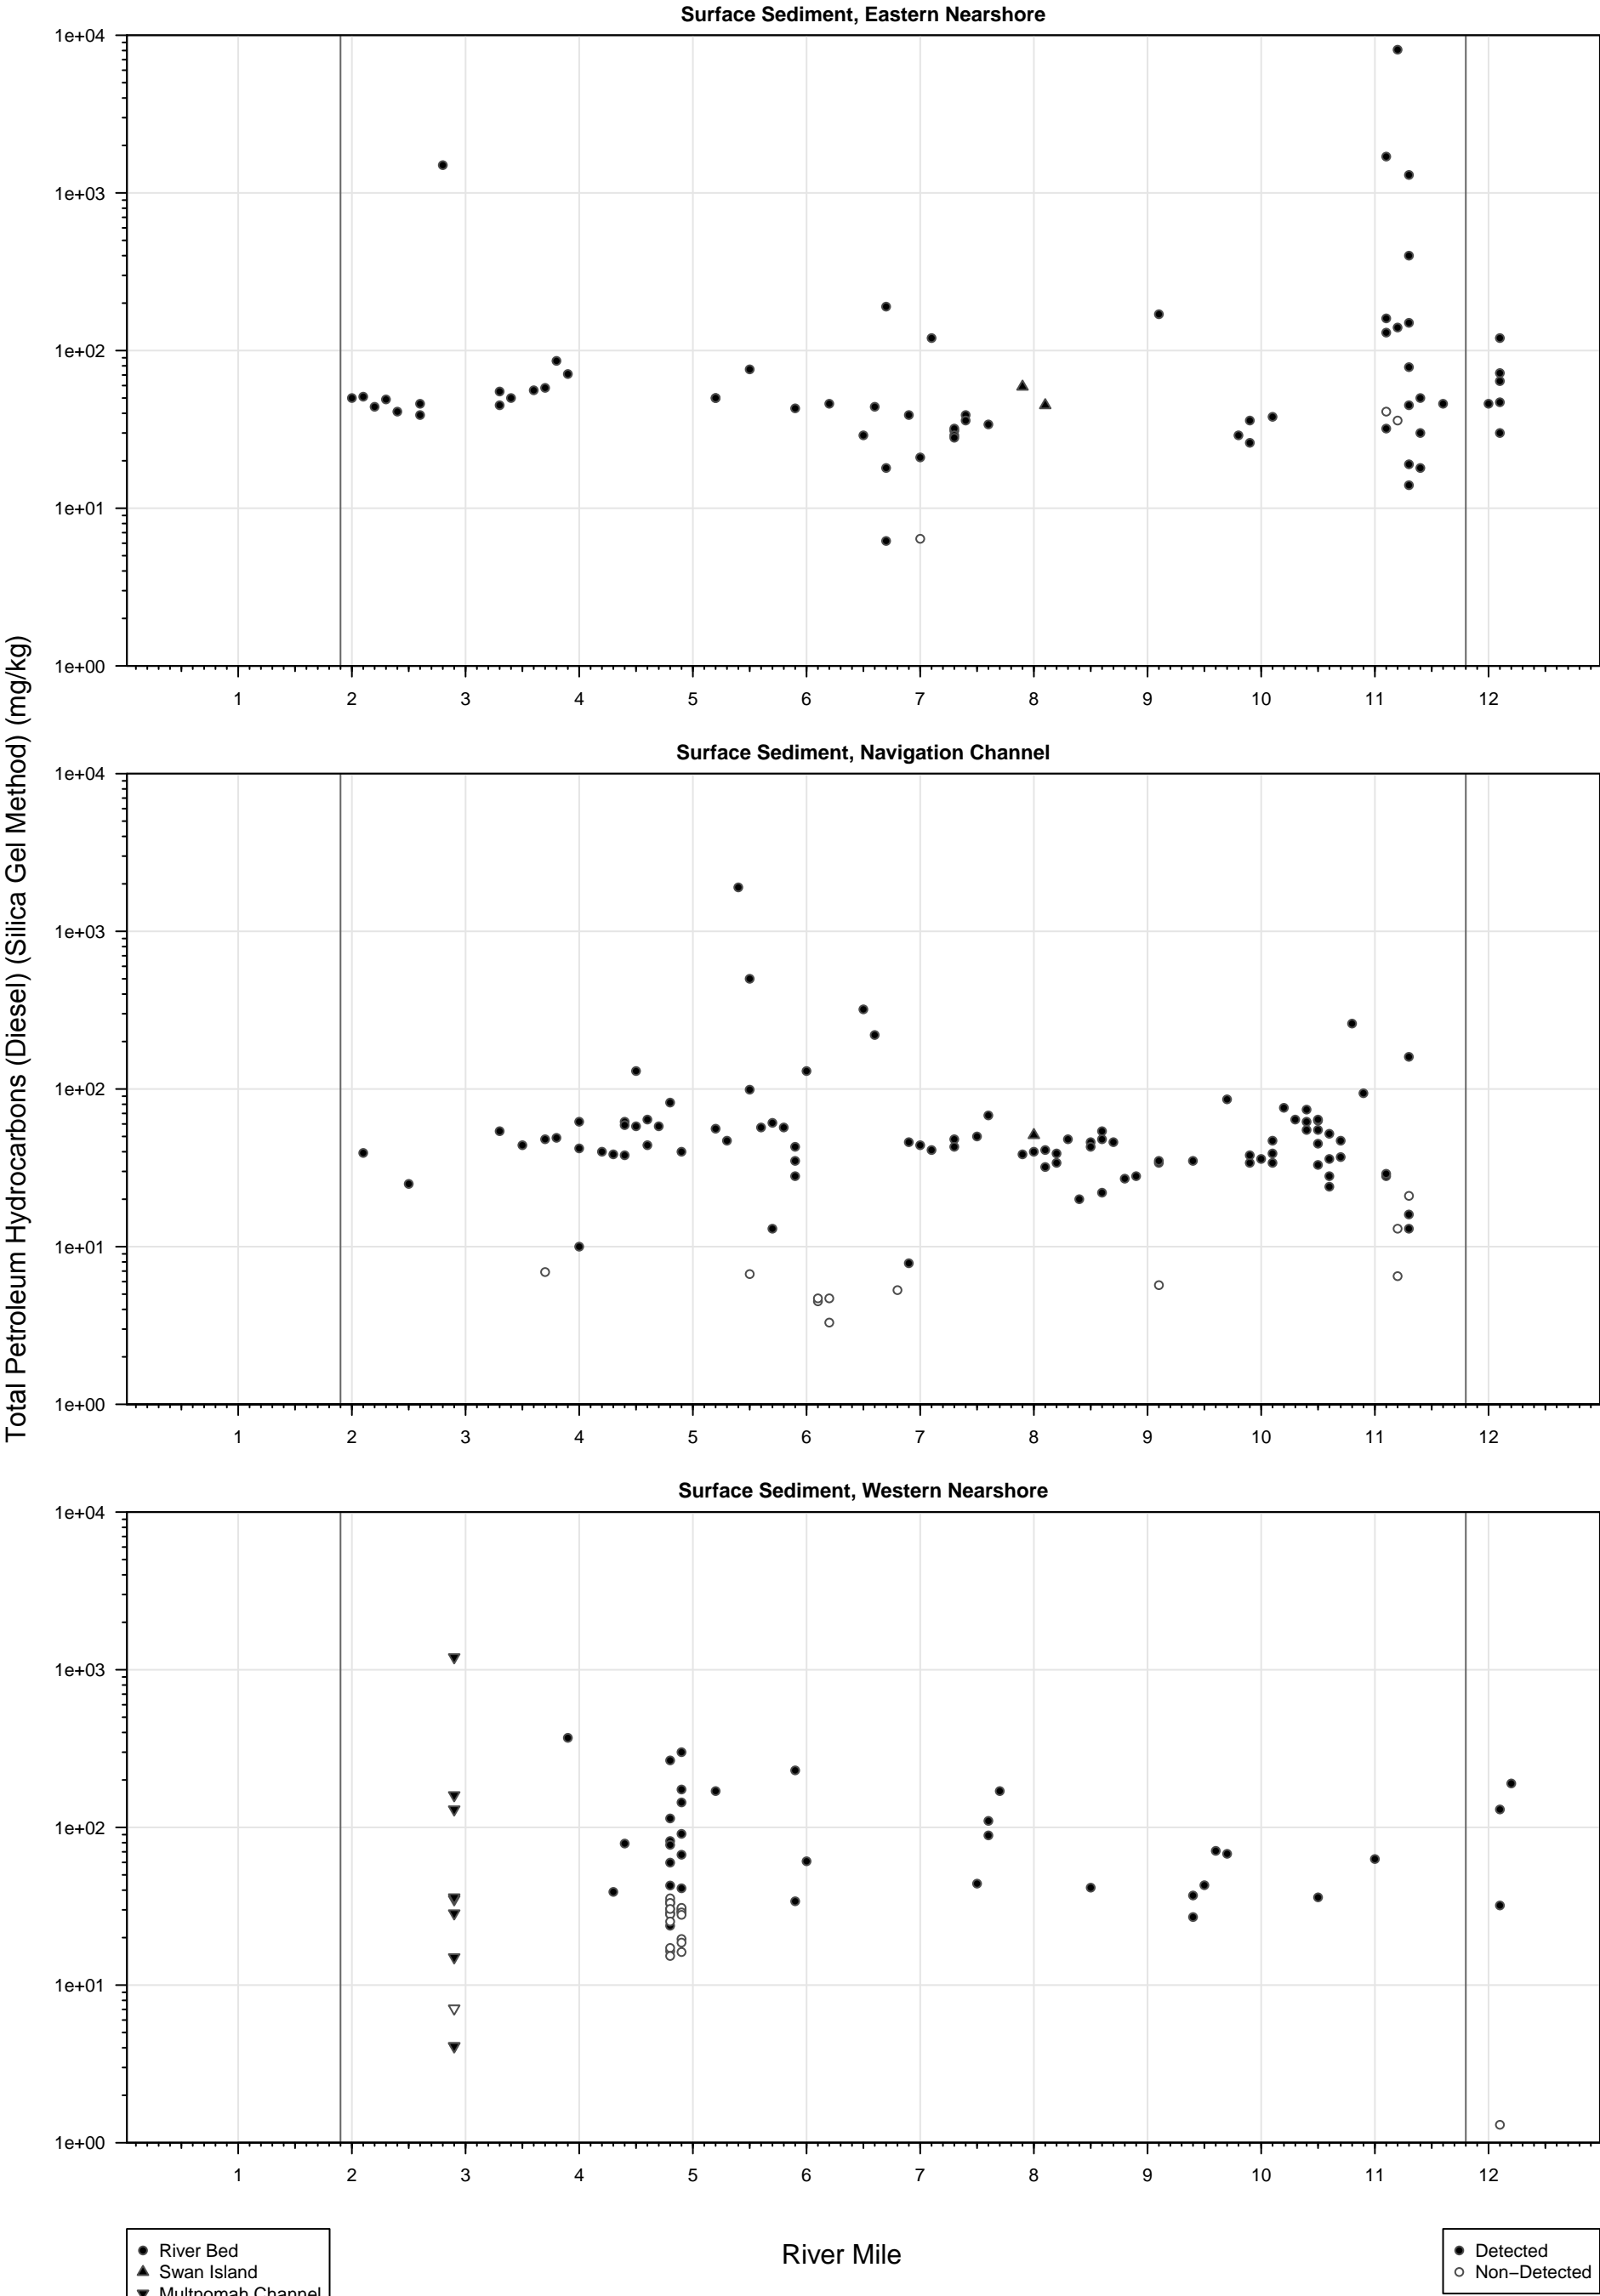 Surface Sediment, Eastern Nearshore
1e+04
1e+03
1e+02
1e+01
1e+00
1 2 3 4 5 6 7 8 9 10 11 12
Surface Sediment, Navigation Channel
1e+04
1e+03
1e+02
1e+01
1e+00
1 2 3 4 5 6 7 8 9 10 11 12
Surface Sediment, Western Nearshore
1e+04
1e+03
1e+02
1e+01
1e+00
1 2 3 4 5 6 7 8 9 10 11 12
Total Petroleum Hydrocarbons (Diesel) (Silica Gel Method) (mg/kg)
River Mile
River Bed
Swan Island
Multnomah Channel
Detected
Non−Detected